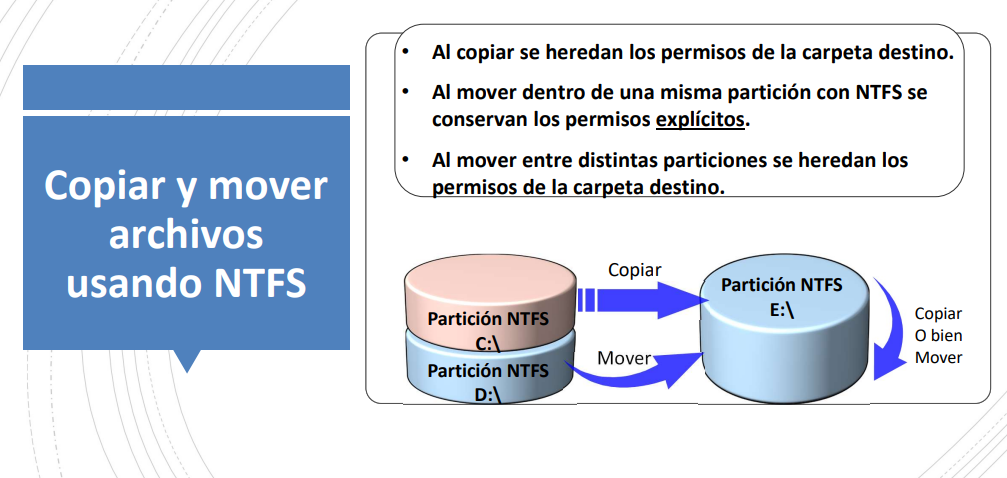 Copiar y mover
archivos
usando NTFS
• Al copiar se heredan los permisos de la carpeta destino.
• Al mover dentro de una misma partición con NTFS se
conservan los permisos explícitos.
• Al mover entre distintas particiones se heredan los
permisos de la carpeta destino.
Copiar
Partición NTFS
C:\
Partición NTFS
D:\
Mover
Partición NTFS
E:\
Copiar
O bien
Mover